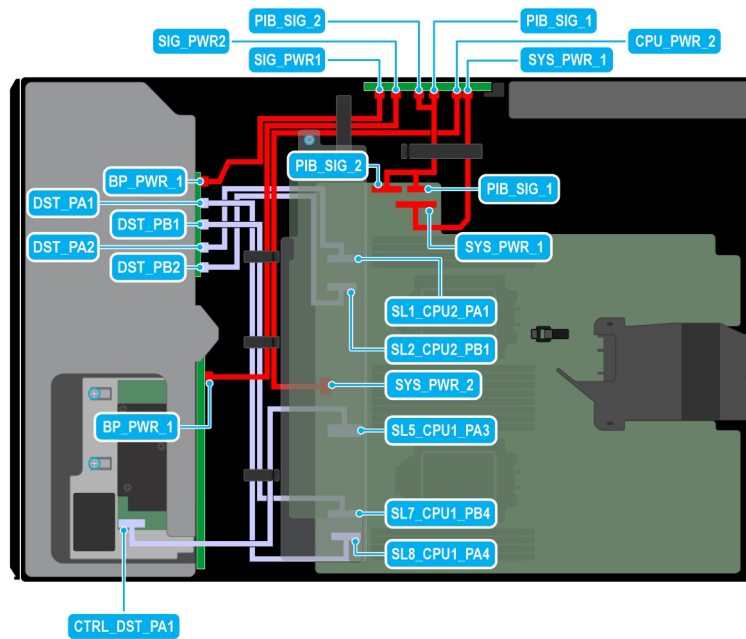 PIB_SIG_2
PIB_SIG_1
SIG_PWR2
CPU_PWR_2
SIG_PWR1
SYS_PWR_1
PIB_SIG_2
BP_PWR_1
PIB_SIG_1
DST_PA1
DST_PB1
DST_PA2
SYS_PWR_1
DST_PB2
SL1_CPU2_PA1
SL2_CPU2_PB1
SYS_PWR_2
BP_PWR_1
SL5_CPU1_PA3
SL7_CPU1_PB4
SL8_CPU1_PA4
CTRL_DST_PA1